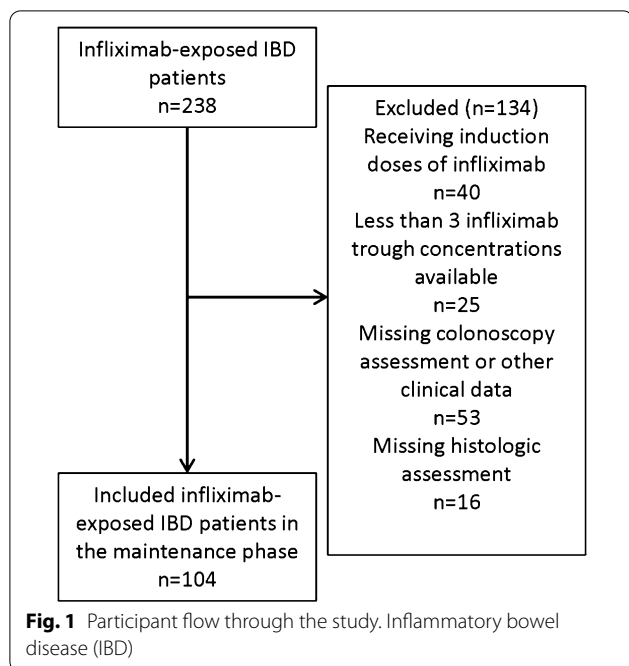 Infliximab-exposed IBD
patients
n=238
Excluded (n=134)
Receiving induction
doses of infliximab
n=40
Less than 3 infliximab
trough concentrations
available
n=25
Missing colonoscopy
assessment or other
clinical data
n=53
Missing histologic
assessment
n=16
Included infliximab-
exposed IBD patients in
the maintenance phase
n=104
Fig. 1 Participant flow through the study. Inflammatory bowel
disease (IBD)